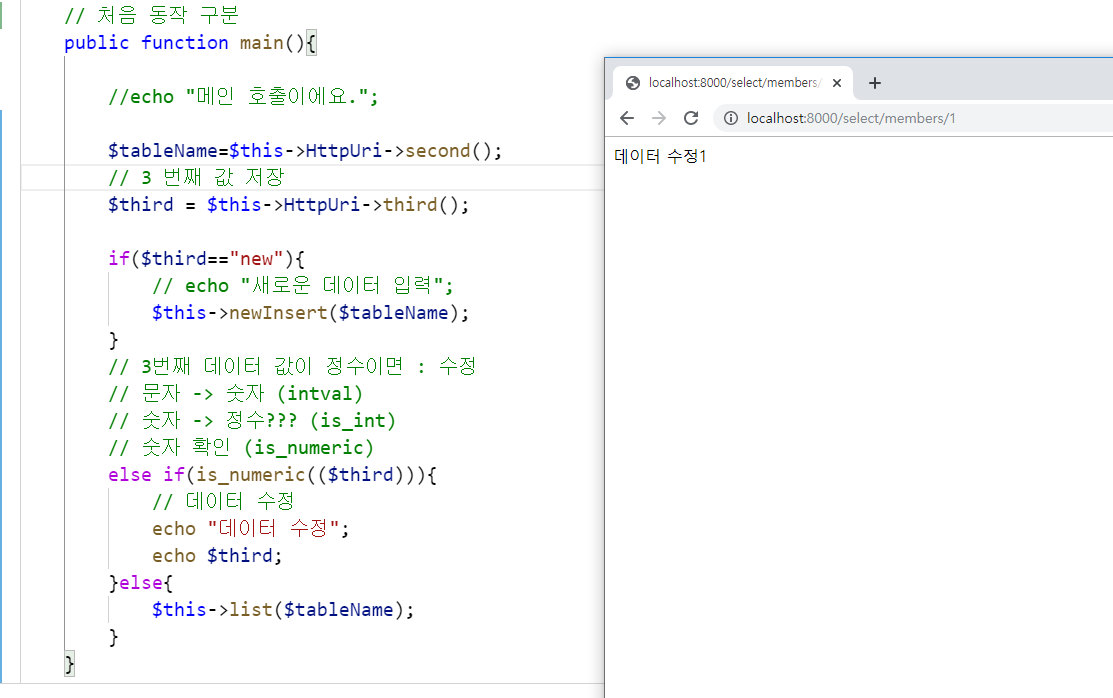 // 처음 동작 구분
public function main(){
//echo "메인 호출이에요.";
$tableName=$this->HttpUri->second();
// 3 번째 값 저장
$third = $this->HttpUri->third();
if($third=="new"){
// echo "새로운 데이터 입력";
$this->newInsert($tableName);
}
// 3번째 데이터 값이 정수이면 : 수정
// 문자 -> 숫자 (intval)
// 숫자 -> 정수??? (is_int)
// 숫자 확인 (is_numeric)
else if(is_numeric(($third))){
// 데이터 수정
echo "데이터 수정";
echo $third;
}else{
$this->list($tableName);
}
}
localhost:8000/select/members/
localhost:8000/select/members/1
데이터 수정1